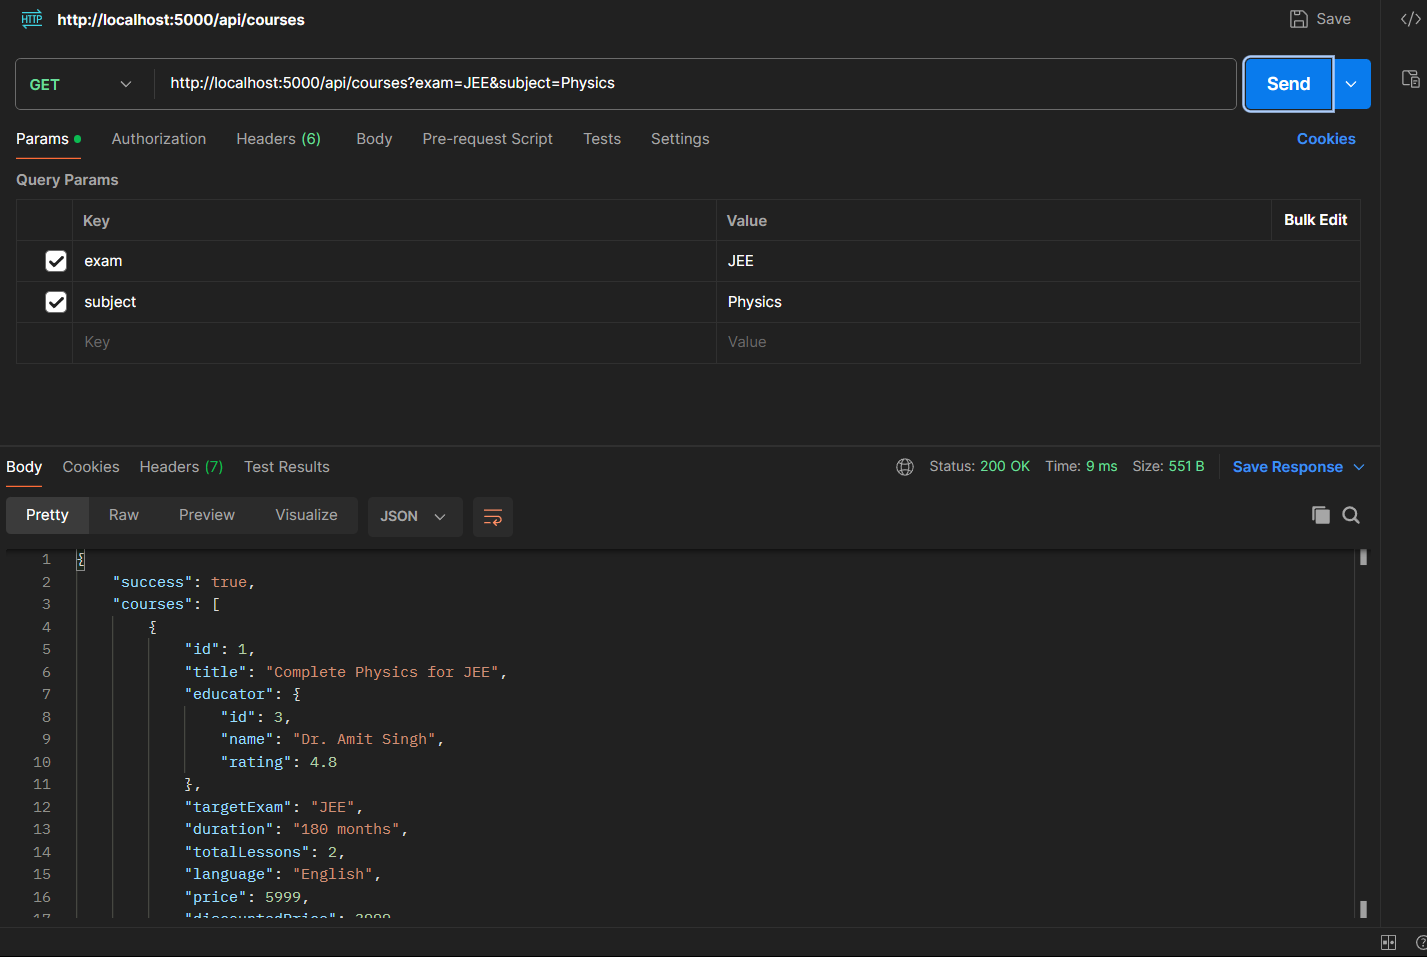 HTTP http://localhost:5000/api/courses Save
GET http://localhost:5000/api/courses?exam=JEE&subject=Physics Send
Params Authorization Headers (6) Body Pre-request Script Tests Settings Cookies
Query Params
Key Value Bulk Edit
exam JEE
subject Physics
Key Value
Body Cookies Headers (7) Test Results Status: 200 OK Time: 9 ms Size: 551 B Save Response
Pretty Raw Preview Visualize JSON
1 {
2 "success": true,
3 "courses": [
4 {
5 "id": 1,
6 "title": "Complete Physics for JEE",
7 "educator": {
8 "id": 3,
9 "name": "Dr. Amit Singh",
10 "rating": 4.8
11 },
12 "targetExam": "JEE",
13 "duration": "180 months",
14 "totalLessons": 2,
15 "language": "English",
16 "price": 5999,
17 "discountedPrice": 3999